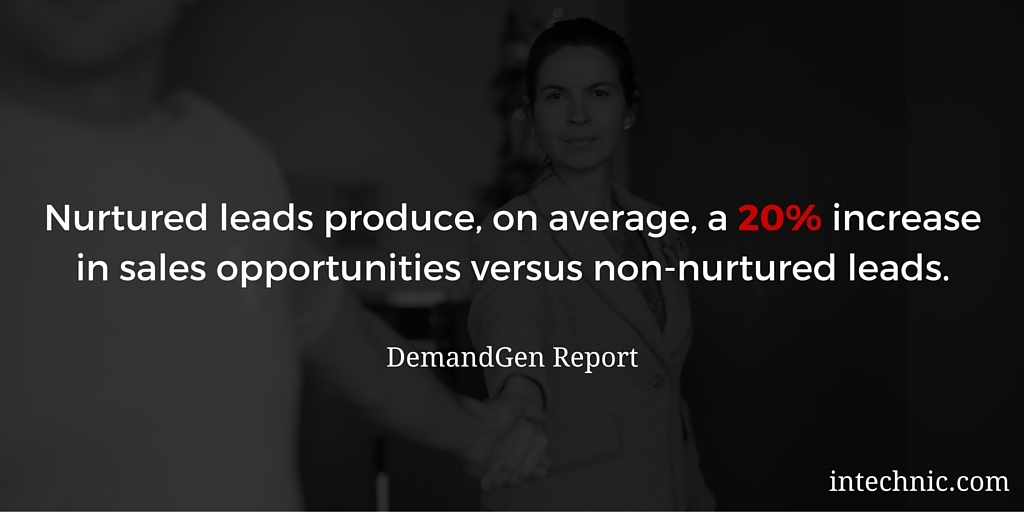 Nurtured leads produce, on average, a 20% increase
in sales opportunities versus non-nurtured leads.
DemandGen Report
intechnic.com